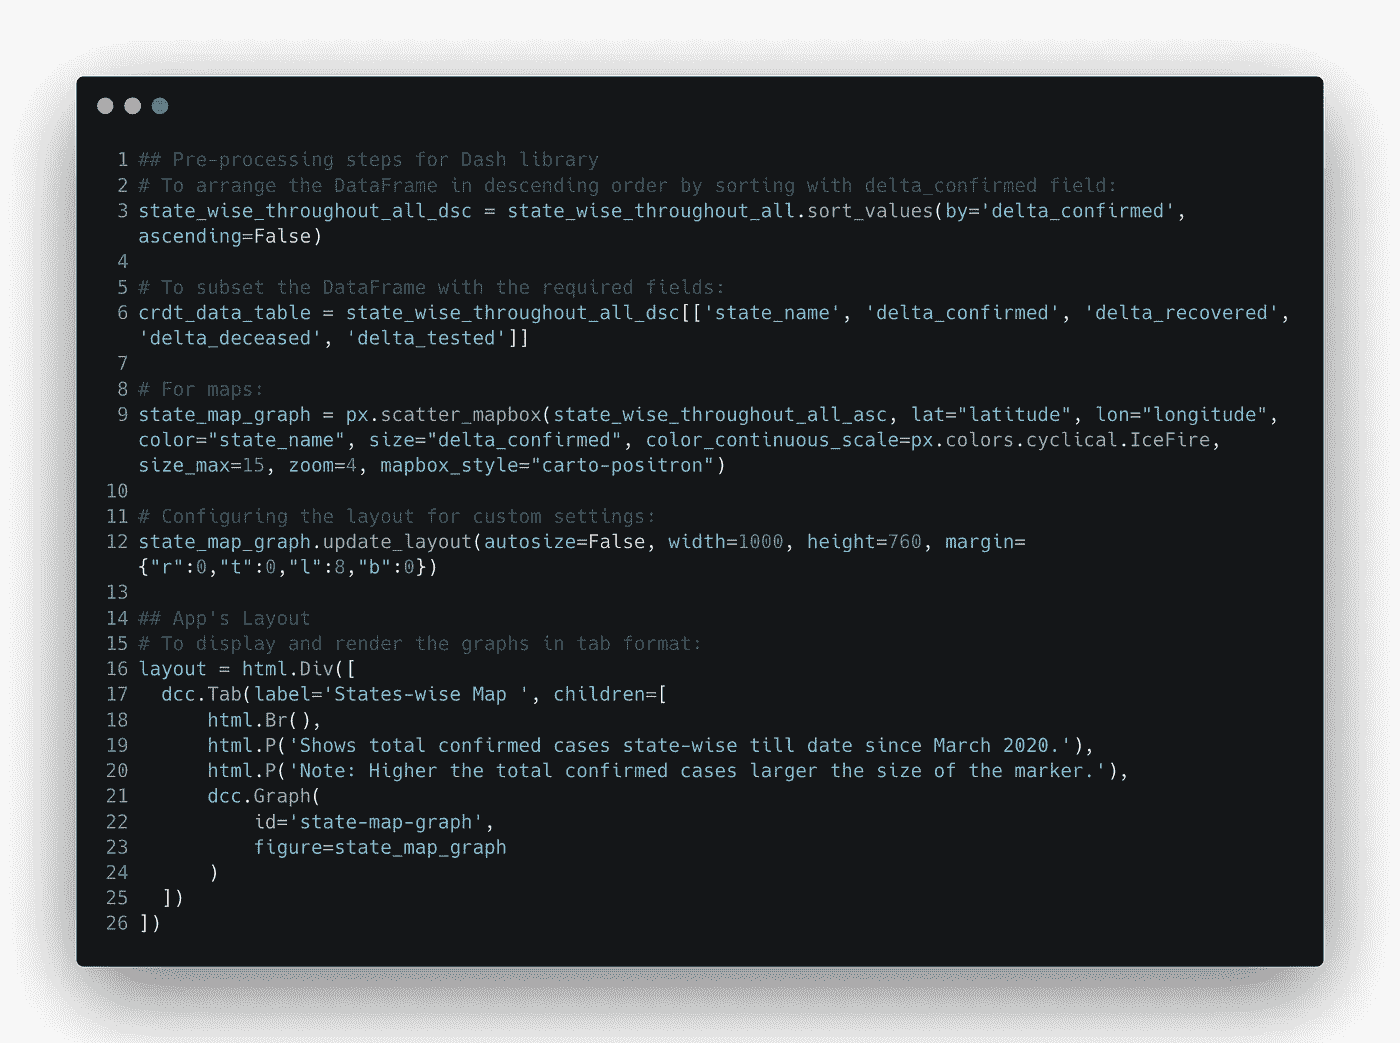 1 ## Pre-processing steps for Dash library
2 # To arrange the DataFrame in descending order by sorting with delta_confirmed field:
3 state_wise_throughout_all_dsc = state_wise_throughout_all.sort_values(by='delta_confirmed',
ascending=False)
4
5 # To subset the DataFrame with the required fields:
6 crdt_data_table = state_wise_throughout_all_dsc[['state_name', 'delta_confirmed', 'delta_recovered',
'delta_deceased', 'delta_tested']]
7
8 # For maps:
9 state_map_graph = px.scatter_mapbox(state_wise_throughout_all_asc, lat="latitude", lon="longitude",
color="state_name", size="delta_confirmed", color_continuous_scale=px.colors.cyclical.IceFire,
size_max=15, zoom=4, mapbox_style="carto-positron")
10
11 # Configuring the layout for custom settings:
12 state_map_graph.update_layout(autosize=False, width=1000, height=760, margin=
{"r":0,"t":0,"l":8,"b":0})
13
14 ## App's Layout
15 # To display and render the graphs in tab format:
16 layout = html.Div([
17   dcc.Tab(label='States-wise Map ', children=[
18       html.Br(),
19       html.P('Shows total confirmed cases state-wise till date since March 2020.'),
20       html.P('Note: Higher the total confirmed cases larger the size of the marker.'),
21       dcc.Graph(
22           id='state-map-graph',
23           figure=state_map_graph
24       )
25   ])
26 ])